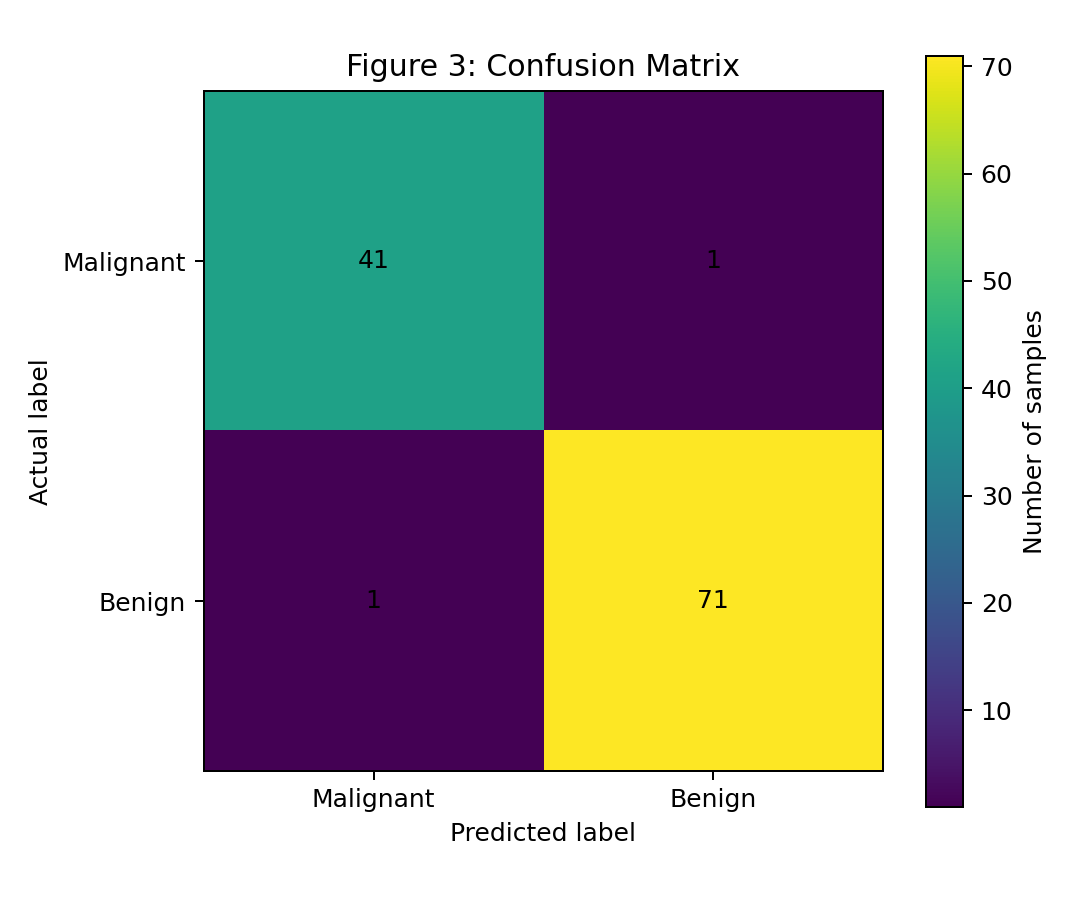 Figure 3: Confusion Matrix
Actual label
Malignant
Benign
41
1
1
71
Malignant
Benign
Predicted label
70
60
50
40
30
20
10
Number of samples